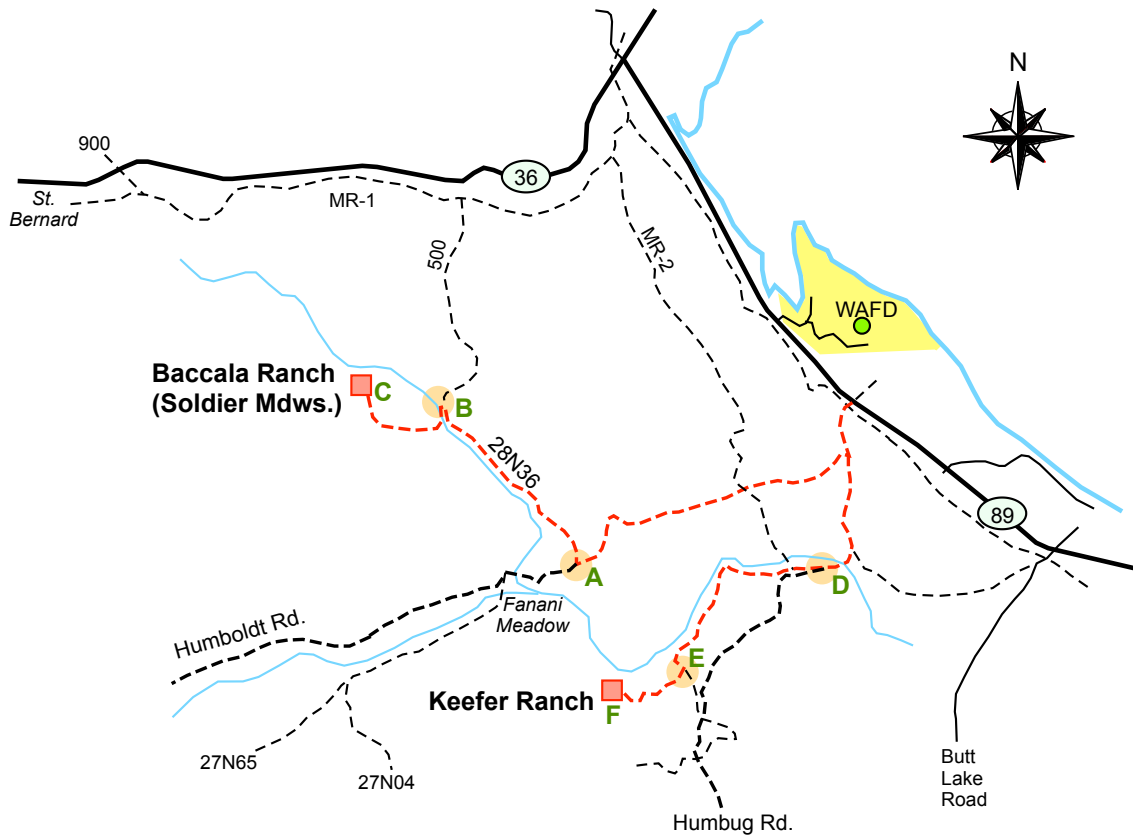 N
900
36
St.
Bernard
MR-1
500
MR-2
WAFD
Baccala Ranch
(Soldier Mdws.)
C
B
28N36
89
A
D
Fanani
Meadow
Humboldt Rd.
E
Keefer Ranch
F
27N65
27N04
Butt
Lake
Road
Humbug Rd.